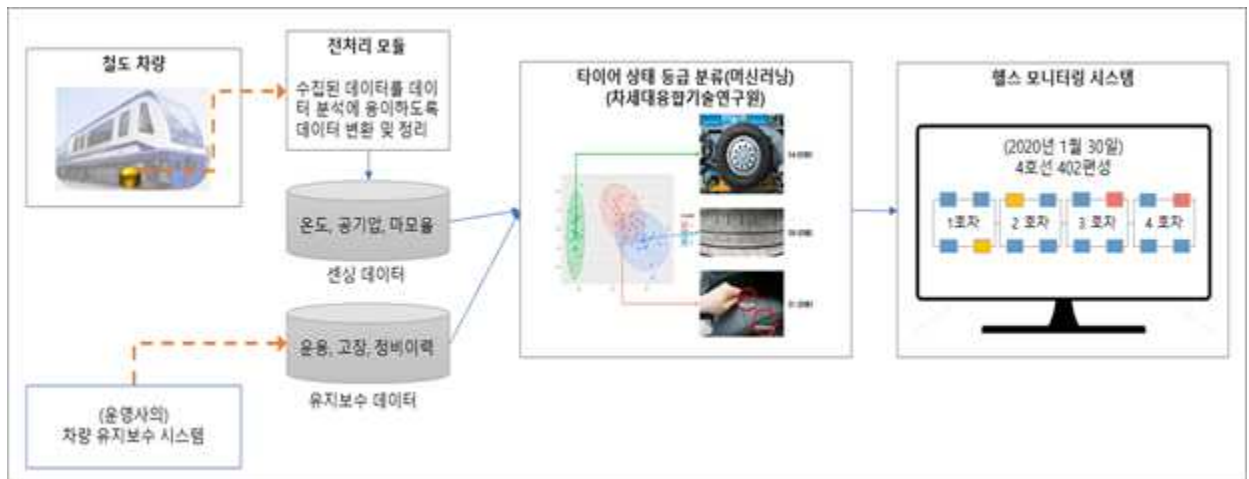 철도 차량
전처리 모듈
수집된 데이터를 데이
터 분석에 용이하도록
데이터 변환 및 정리
온도, 공기압, 마모율
센싱 데이터
운용, 고장, 정비이력
유지보수 데이터
(운영사의)
차량 유지보수 시스템
타이어 상태 등급 분류(머신러닝)
(차세대융합기술연구원)
헬스 모니터링 시스템
(2020년 1월 30일)
4호선 402편성
1호차
2 호차
3 호차
4 호차